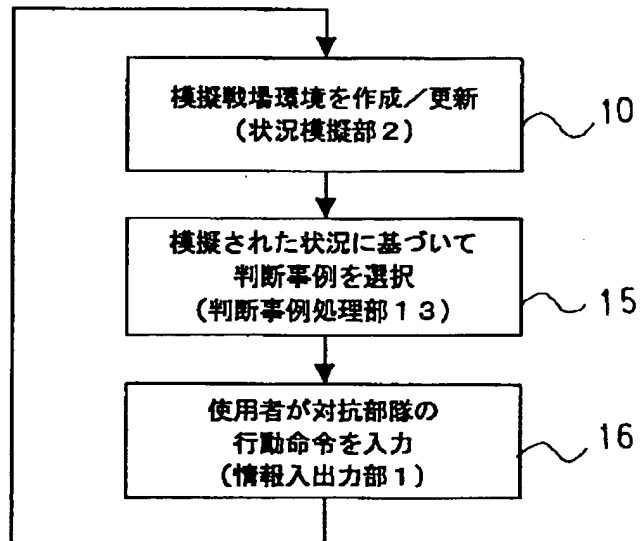 模擬戦場環境を作成／更新
（状況模擬部２）
10
模擬された状況に基づいて
判断事例を選択
（判断事例処理部１３）
15
使用者が対抗部隊の
行動命令を入力
（情報入出力部１）
16